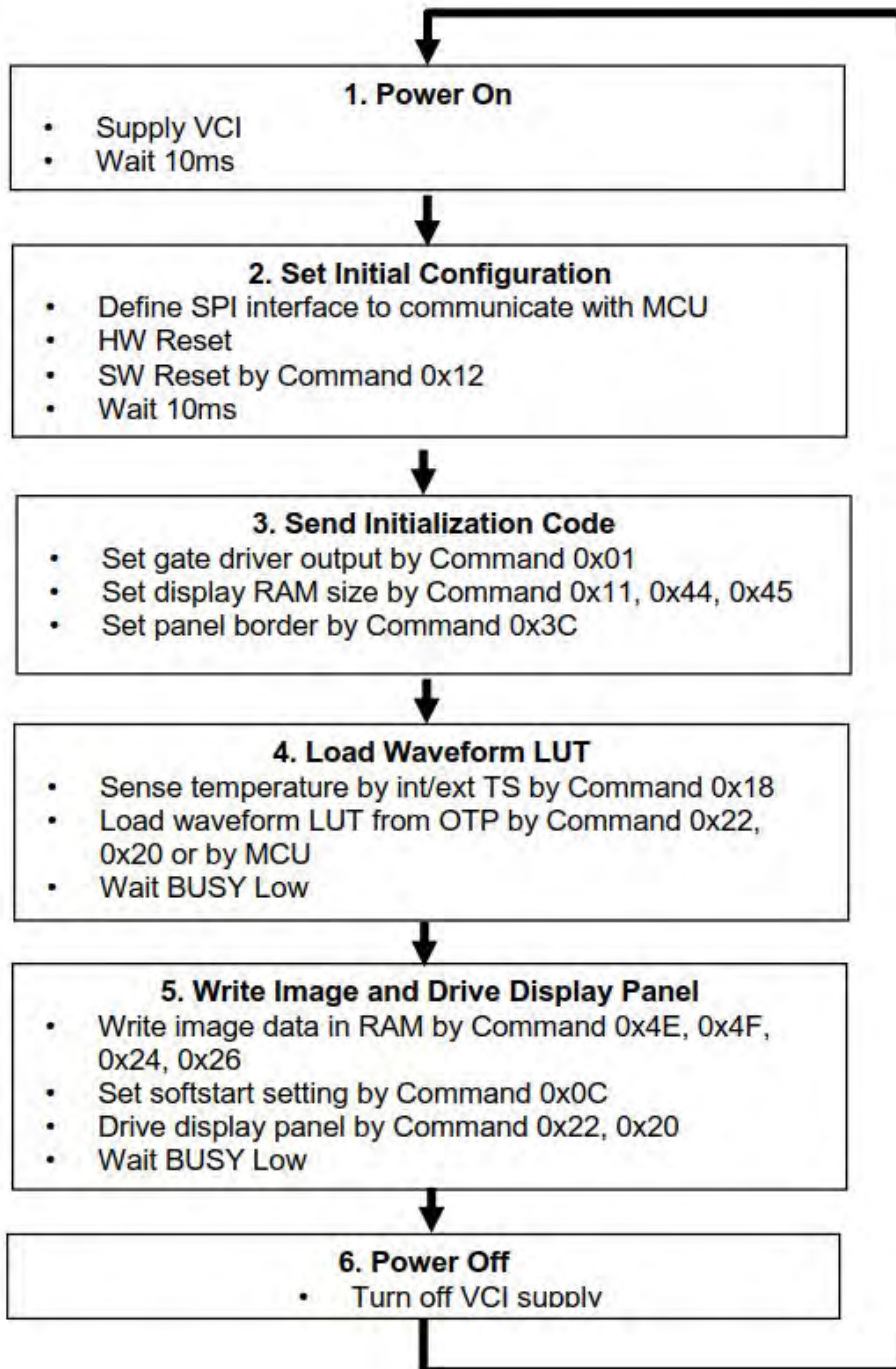 1. Power On
• Supply VCI
• Wait 10ms
2. Set Initial Configuration
• Define SPI interface to communicate with MCU
• HW Reset
• SW Reset by Command 0x12
• Wait 10ms
3. Send Initialization Code
• Set gate driver output by Command 0x01
• Set display RAM size by Command 0x11, 0x44, 0x45
• Set panel border by Command 0x3C
4. Load Waveform LUT
• Sense temperature by int/ext TS by Command 0x18
• Load waveform LUT from OTP by Command 0x22,
0x20 or by MCU
• Wait BUSY Low
5. Write Image and Drive Display Panel
• Write image data in RAM by Command 0x4E, 0x4F,
0x24, 0x26
• Set softstart setting by Command 0x0C
• Drive display panel by Command 0x22, 0x20
• Wait BUSY Low
6. Power Off
• Turn off VCI supply